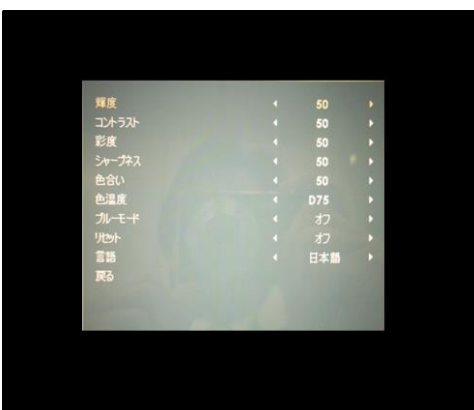 輝度 50
コントラスト 50
彩度 50
シャープネス 50
色合い 50
色温度 D75
ブルーモード オフ
リセット オフ
言語 日本語
戻る